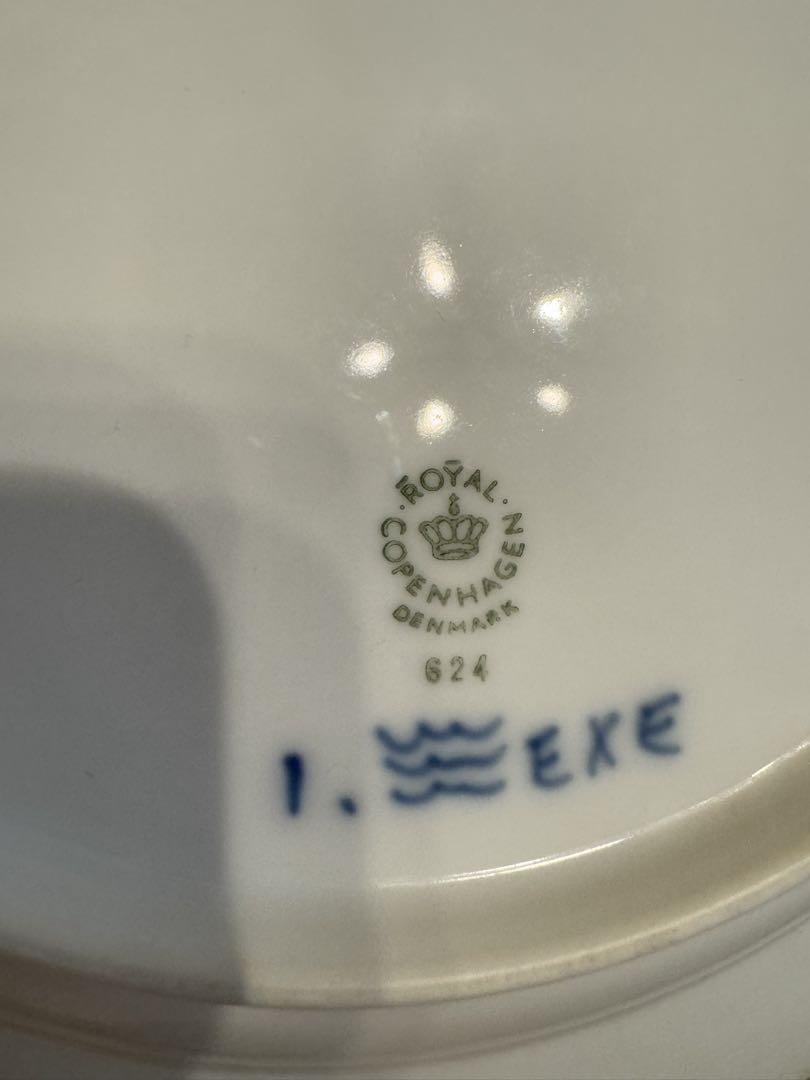 ROYAL
COPENHAGEN
DENMARK
624
1. EXE